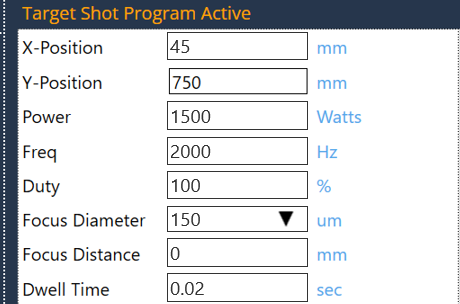 Target Shot Program Active
X-Position 45 mm
Y-Position 750 mm
Power 1500 Watts
Freq 2000 Hz
Duty 100 %
Focus Diameter 150 um
Focus Distance 0 mm
Dwell Time 0.02 sec